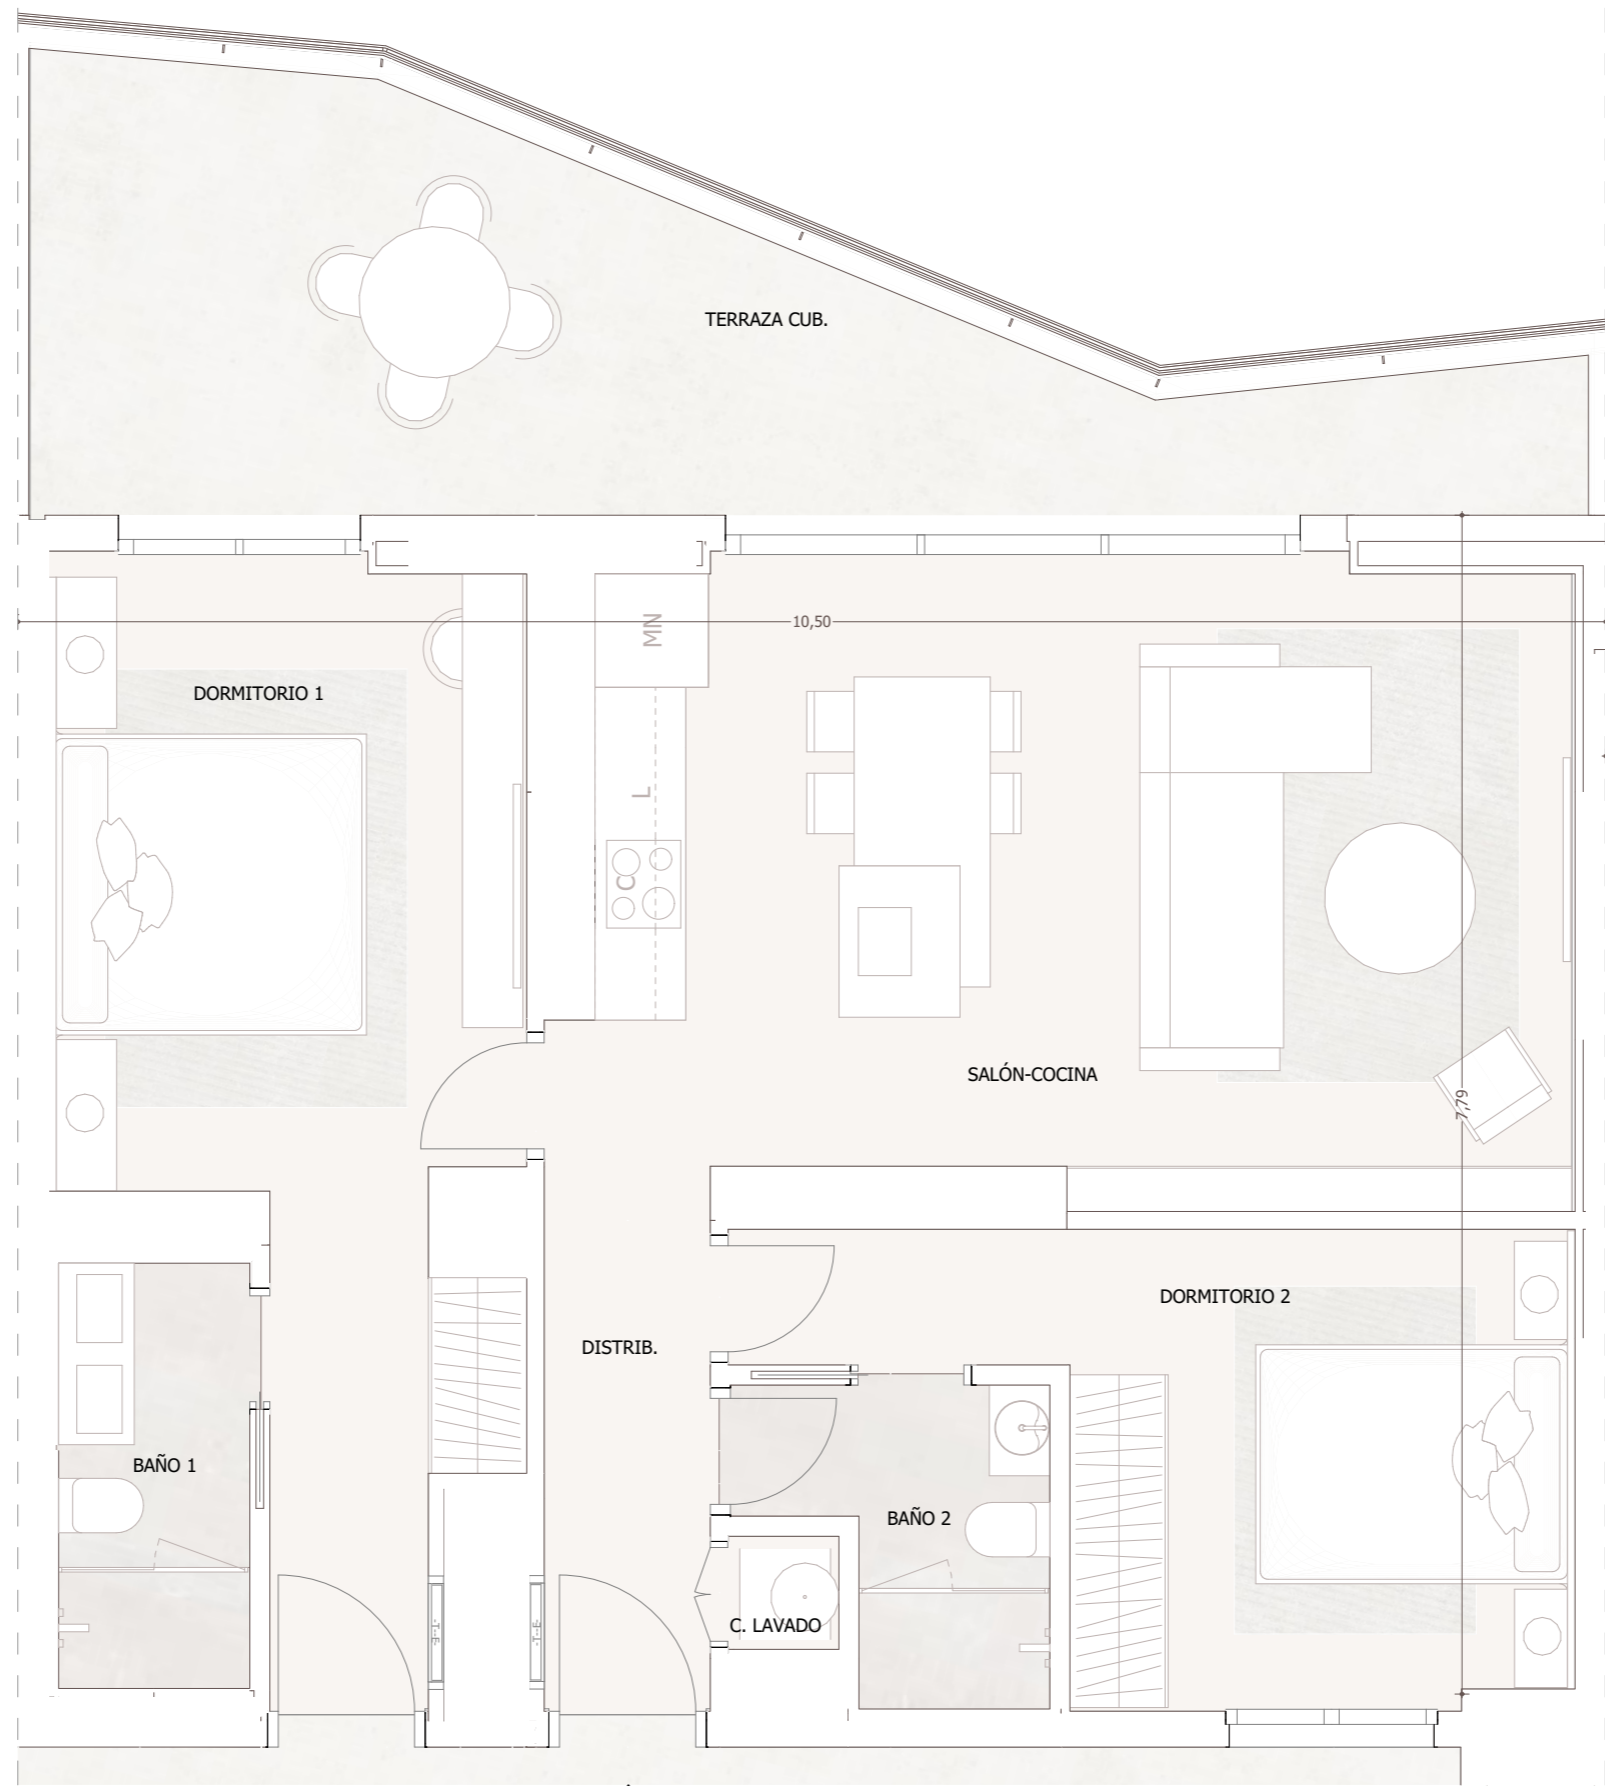 TERRAZA CUB.
10,50
MN
DORMITORIO 1
L
C
SALÓN-COCINA
7,79
DORMITORIO 2
DISTRIB.
BAÑO 1
BAÑO 2
C. LAVADO